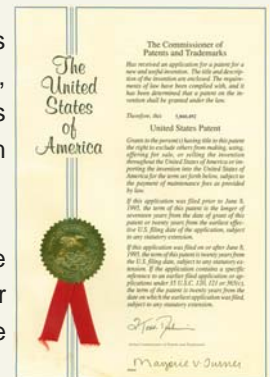 s
,
s
n
e
r
e
The
United
States
of
America
The Commissioner of
Patents and Trademarks
Has received an application for a patent for a
new and useful invention. The title and descrip-
tion of the invention are enclosed. The require-
ments of law have been complied with, and it
has been determined that a patent on the in-
vention shall be granted under the law.
Therefore, this
United States Patent
Grants to the person(s) having title to this patent
the right to exclude others from making, using,
offering for sale, or selling the invention
throughout the United States of America or im-
porting the invention into the United States of
America for the term set forth below, subject to
the payment of maintenance fees as provided
by law.
If this application was filed prior to June 8,
1995, the term of this patent is the longer of
seventeen years from the date of grant of this
patent or twenty years from the earliest effec-
tive U.S. filing date of the application, subject
to any statutory extension.
If this application was filed on or after June 8,
1995, the term of this patent is twenty years from
the U.S. filing date, subject to any statutory ex-
tension. If the application contains a specific
reference to an earlier filed application or ap-
plications under 35 U.S.C. 120, 121 or 365(c),
the term of the patent is twenty years from the
date on which the earliest application was filed,
subject to any statutory extension.
Marjorie V. Turner